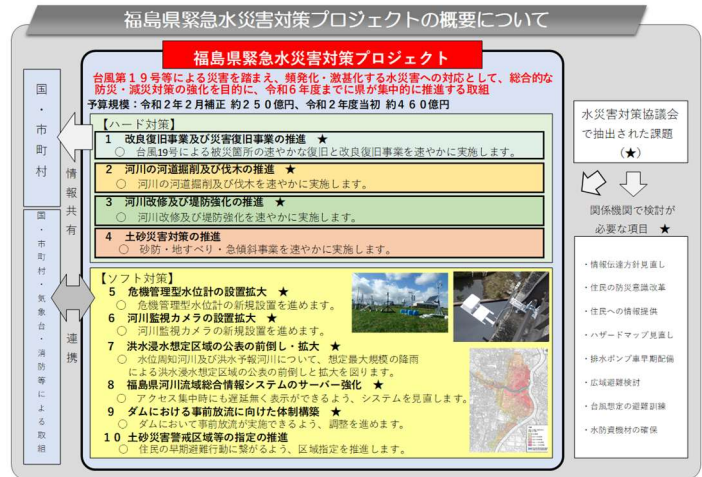 福島県緊急水災害対策プロジェクトの概要について
福島県緊急水災害対策プロジェクト
台風第１９号等による災害を踏まえ、頻発化・激甚化する水災害への対応として、総合的な
防災・減災対策の強化を目的に、令和６年度までに県が集中的に推進する取組
予算規模：令和２年２月補正 約２５０億円、令和２年度当初 約４６０億円
【ハード対策】
１ 改良復旧事業及び災害復旧事業の推進 ★
○ 台風19号による被災箇所の速やかな復旧と改良復旧事業を速やかに実施します。
２ 河川の河道掘削及び伐木の推進 ★
○ 河川の河道掘削及び伐木を速やかに実施します。
３ 河川改修及び堤防強化の推進 ★
○ 河川改修及び堤防強化を速やかに実施します。
４ 土砂災害対策の推進
○ 砂防・地すべり・急傾斜事業を速やかに実施します。
【ソフト対策】
５ 危機管理型水位計の設置拡大 ★
○ 危機管理型水位計の新規設置を進めます。
６ 河川監視カメラの設置拡大 ★
○ 河川監視カメラの新規設置を進めます。
７ 洪水浸水想定区域の公表の前倒し・拡大 ★
○ 水位周知河川及び洪水予報河川について、想定最大規模の降雨
による洪水浸水想定区域の公表の前倒しと拡大を図ります。
８ 福島県河川流域総合情報システムのサーバー強化 ★
○ アクセス集中時にも遅延無く表示ができるよう、システムを見直します。
９ ダムにおける事前放流に向けた体制構築 ★
○ ダムにおいて事前放流が実施できるよう、調整を進めます。
１０ 土砂災害警戒区域等の指定の推進
○ 住民の早期避難行動に繋がるよう、区域指定を推進します。
国・市町村
情報共有
国・市町村・気象台・消防等による取組
連携
水災害対策協議会
で抽出された課題
（★）
関係機関で検討が
必要な項目 ★
・情報伝達方針見直し
・住民の防災意識改革
・住民への情報提供
・ハザードマップ見直し
・排水ポンプ車早期配備
・広域避難検討
・台風想定の避難訓練
・水防資機材の確保